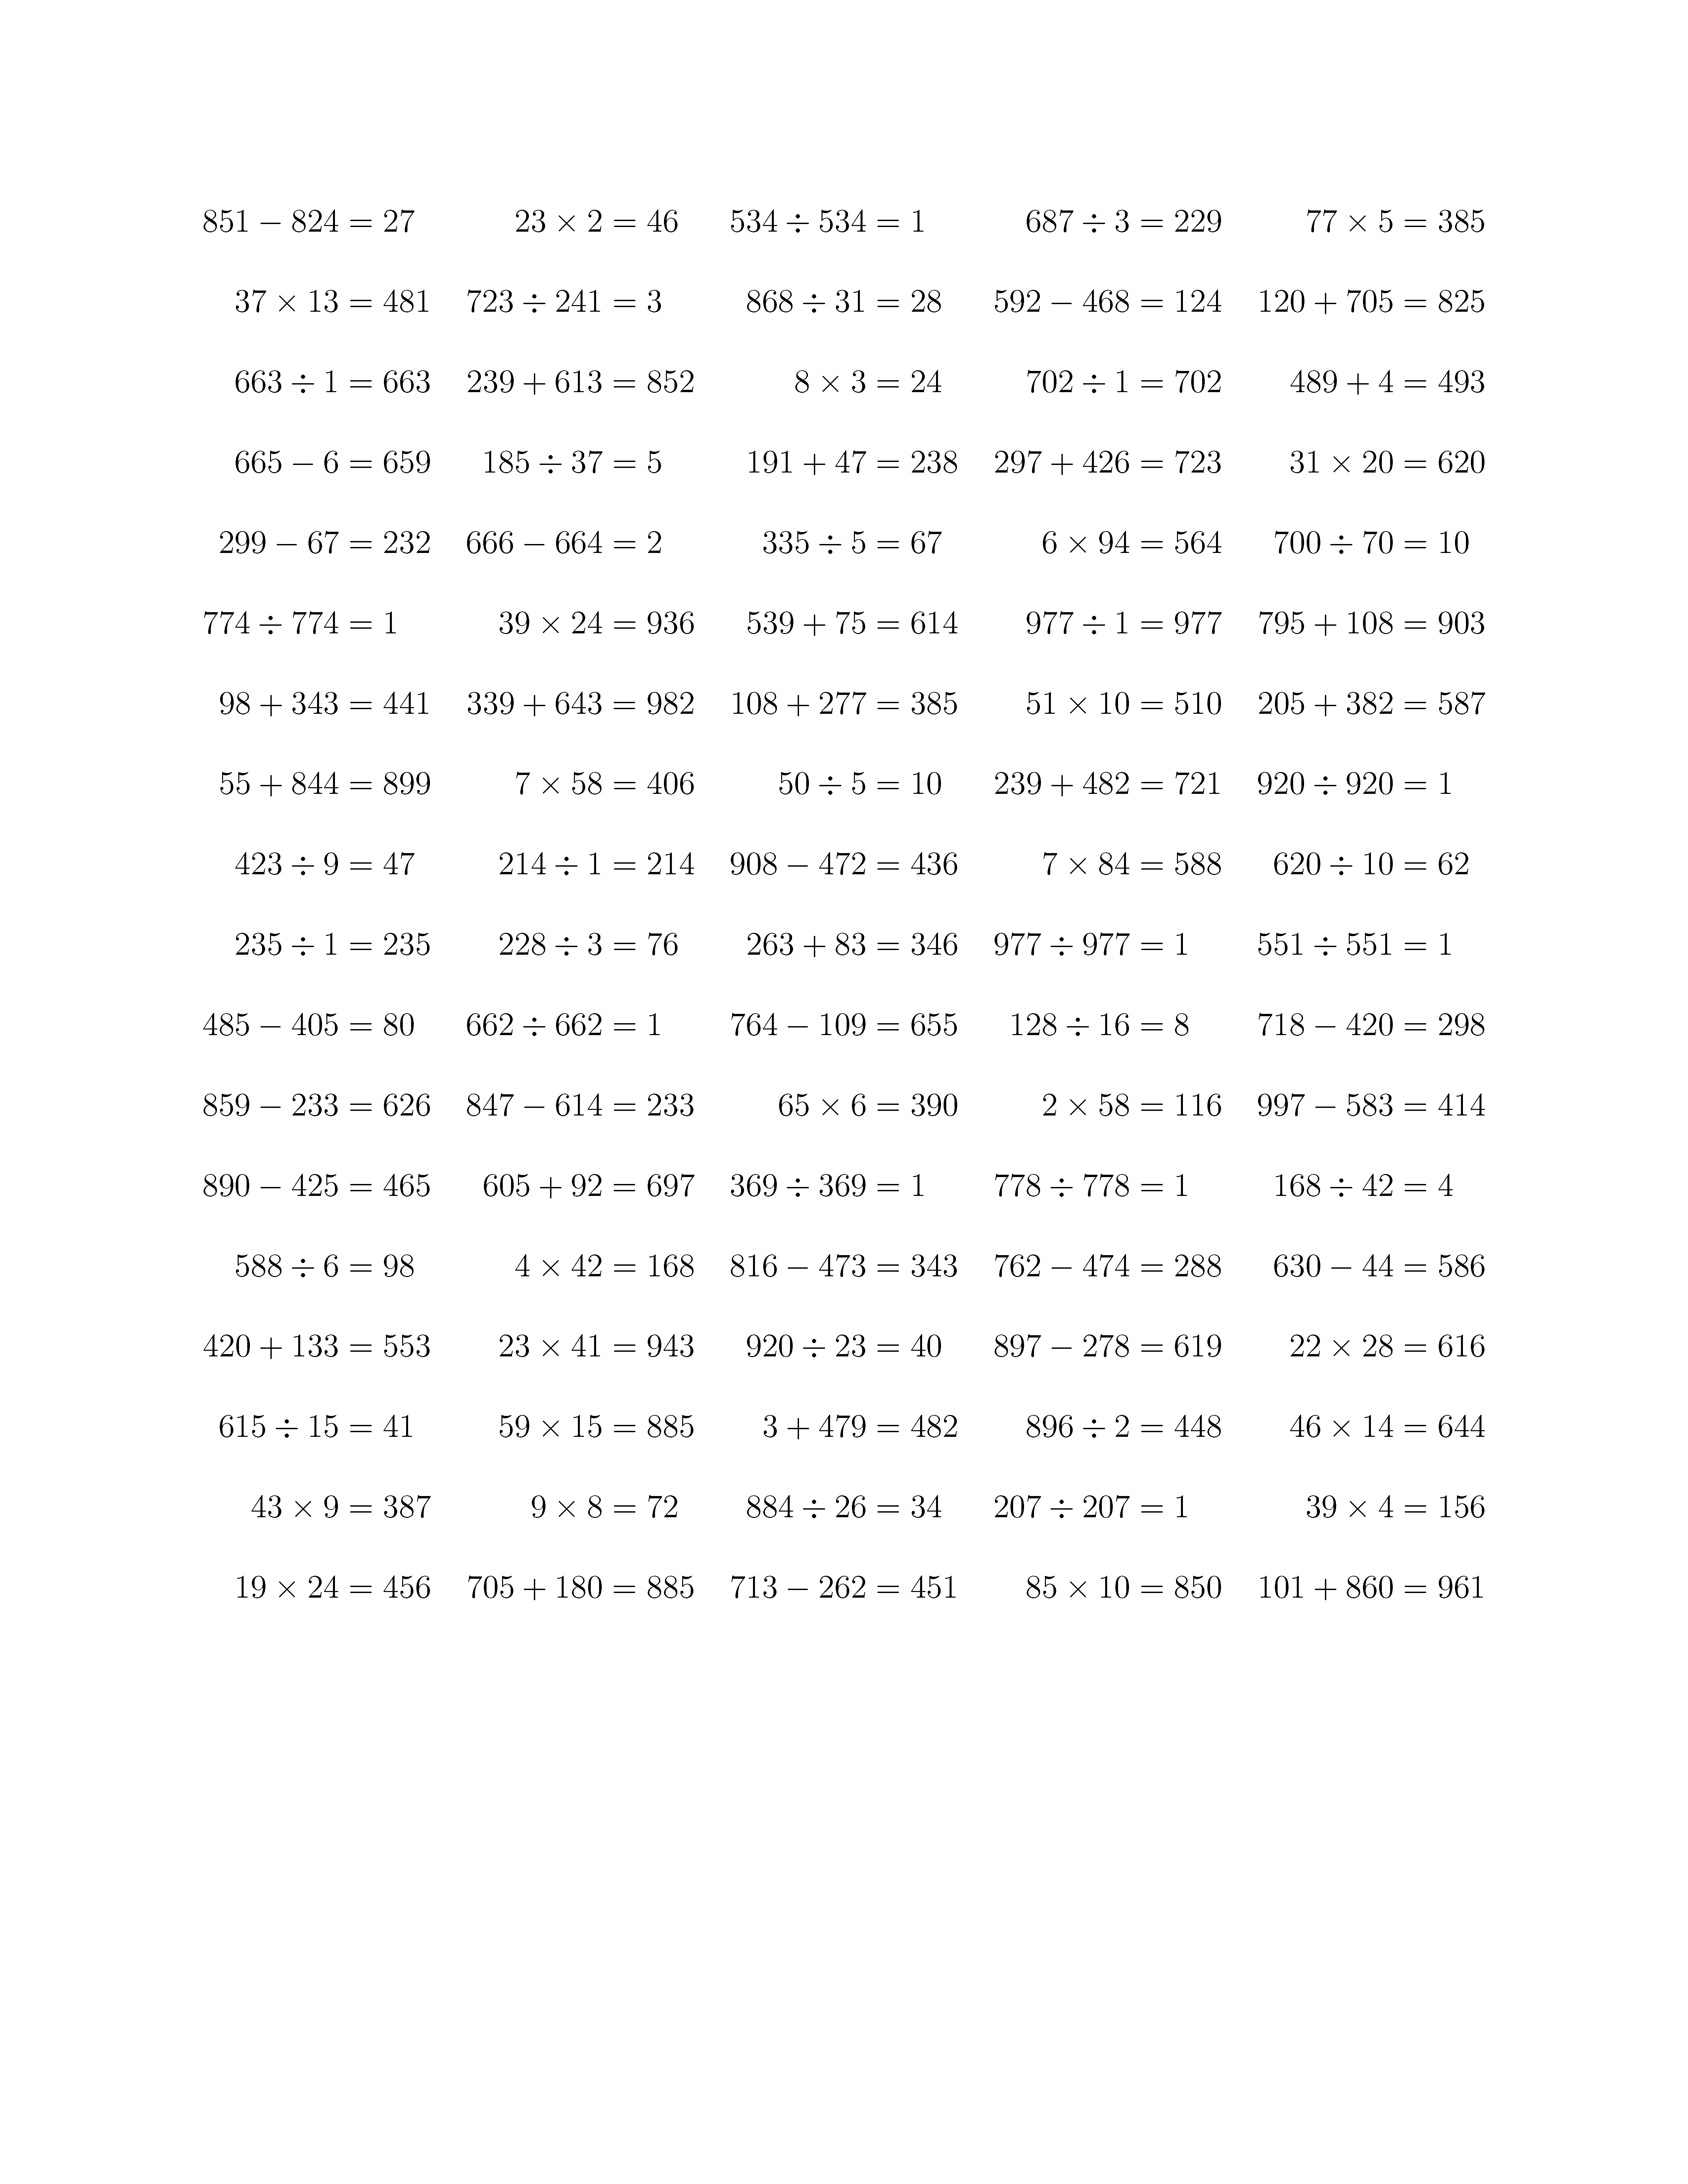 851 − 824 = 27 23 × 2 = 46 534 ÷ 534 = 1 687 ÷ 3 = 229 77 × 5 = 385
37 × 13 = 481 723 ÷ 241 = 3 868 ÷ 31 = 28 592 − 468 = 124 120 + 705 = 825
663 ÷ 1 = 663 239 + 613 = 852 8 × 3 = 24 702 ÷ 1 = 702 489 + 4 = 493
665 − 6 = 659 185 ÷ 37 = 5 191 + 47 = 238 297 + 426 = 723 31 × 20 = 620
299 − 67 = 232 666 − 664 = 2 335 ÷ 5 = 67 6 × 94 = 564 700 ÷ 70 = 10
774 ÷ 774 = 1 39 × 24 = 936 539 + 75 = 614 977 ÷ 1 = 977 795 + 108 = 903
98 + 343 = 441 339 + 643 = 982 108 + 277 = 385 51 × 10 = 510 205 + 382 = 587
55 + 844 = 899 7 × 58 = 406 50 ÷ 5 = 10 239 + 482 = 721 920 ÷ 920 = 1
423 ÷ 9 = 47 214 ÷ 1 = 214 908 − 472 = 436 7 × 84 = 588 620 ÷ 10 = 62
235 ÷ 1 = 235 228 ÷ 3 = 76 263 + 83 = 346 977 ÷ 977 = 1 551 ÷ 551 = 1
485 − 405 = 80 662 ÷ 662 = 1 764 − 109 = 655 128 ÷ 16 = 8 718 − 420 = 298
859 − 233 = 626 847 − 614 = 233 65 × 6 = 390 2 × 58 = 116 997 − 583 = 414
890 − 425 = 465 605 + 92 = 697 369 ÷ 369 = 1 778 ÷ 778 = 1 168 ÷ 42 = 4
588 ÷ 6 = 98 4 × 42 = 168 816 − 473 = 343 762 − 474 = 288 630 − 44 = 586
420 + 133 = 553 23 × 41 = 943 920 ÷ 23 = 40 897 − 278 = 619 22 × 28 = 616
615 ÷ 15 = 41 59 × 15 = 885 3 + 479 = 482 896 ÷ 2 = 448 46 × 14 = 644
43 × 9 = 387 9 × 8 = 72 884 ÷ 26 = 34 207 ÷ 207 = 1 39 × 4 = 156
19 × 24 = 456 705 + 180 = 885 713 − 262 = 451 85 × 10 = 850 101 + 860 = 961